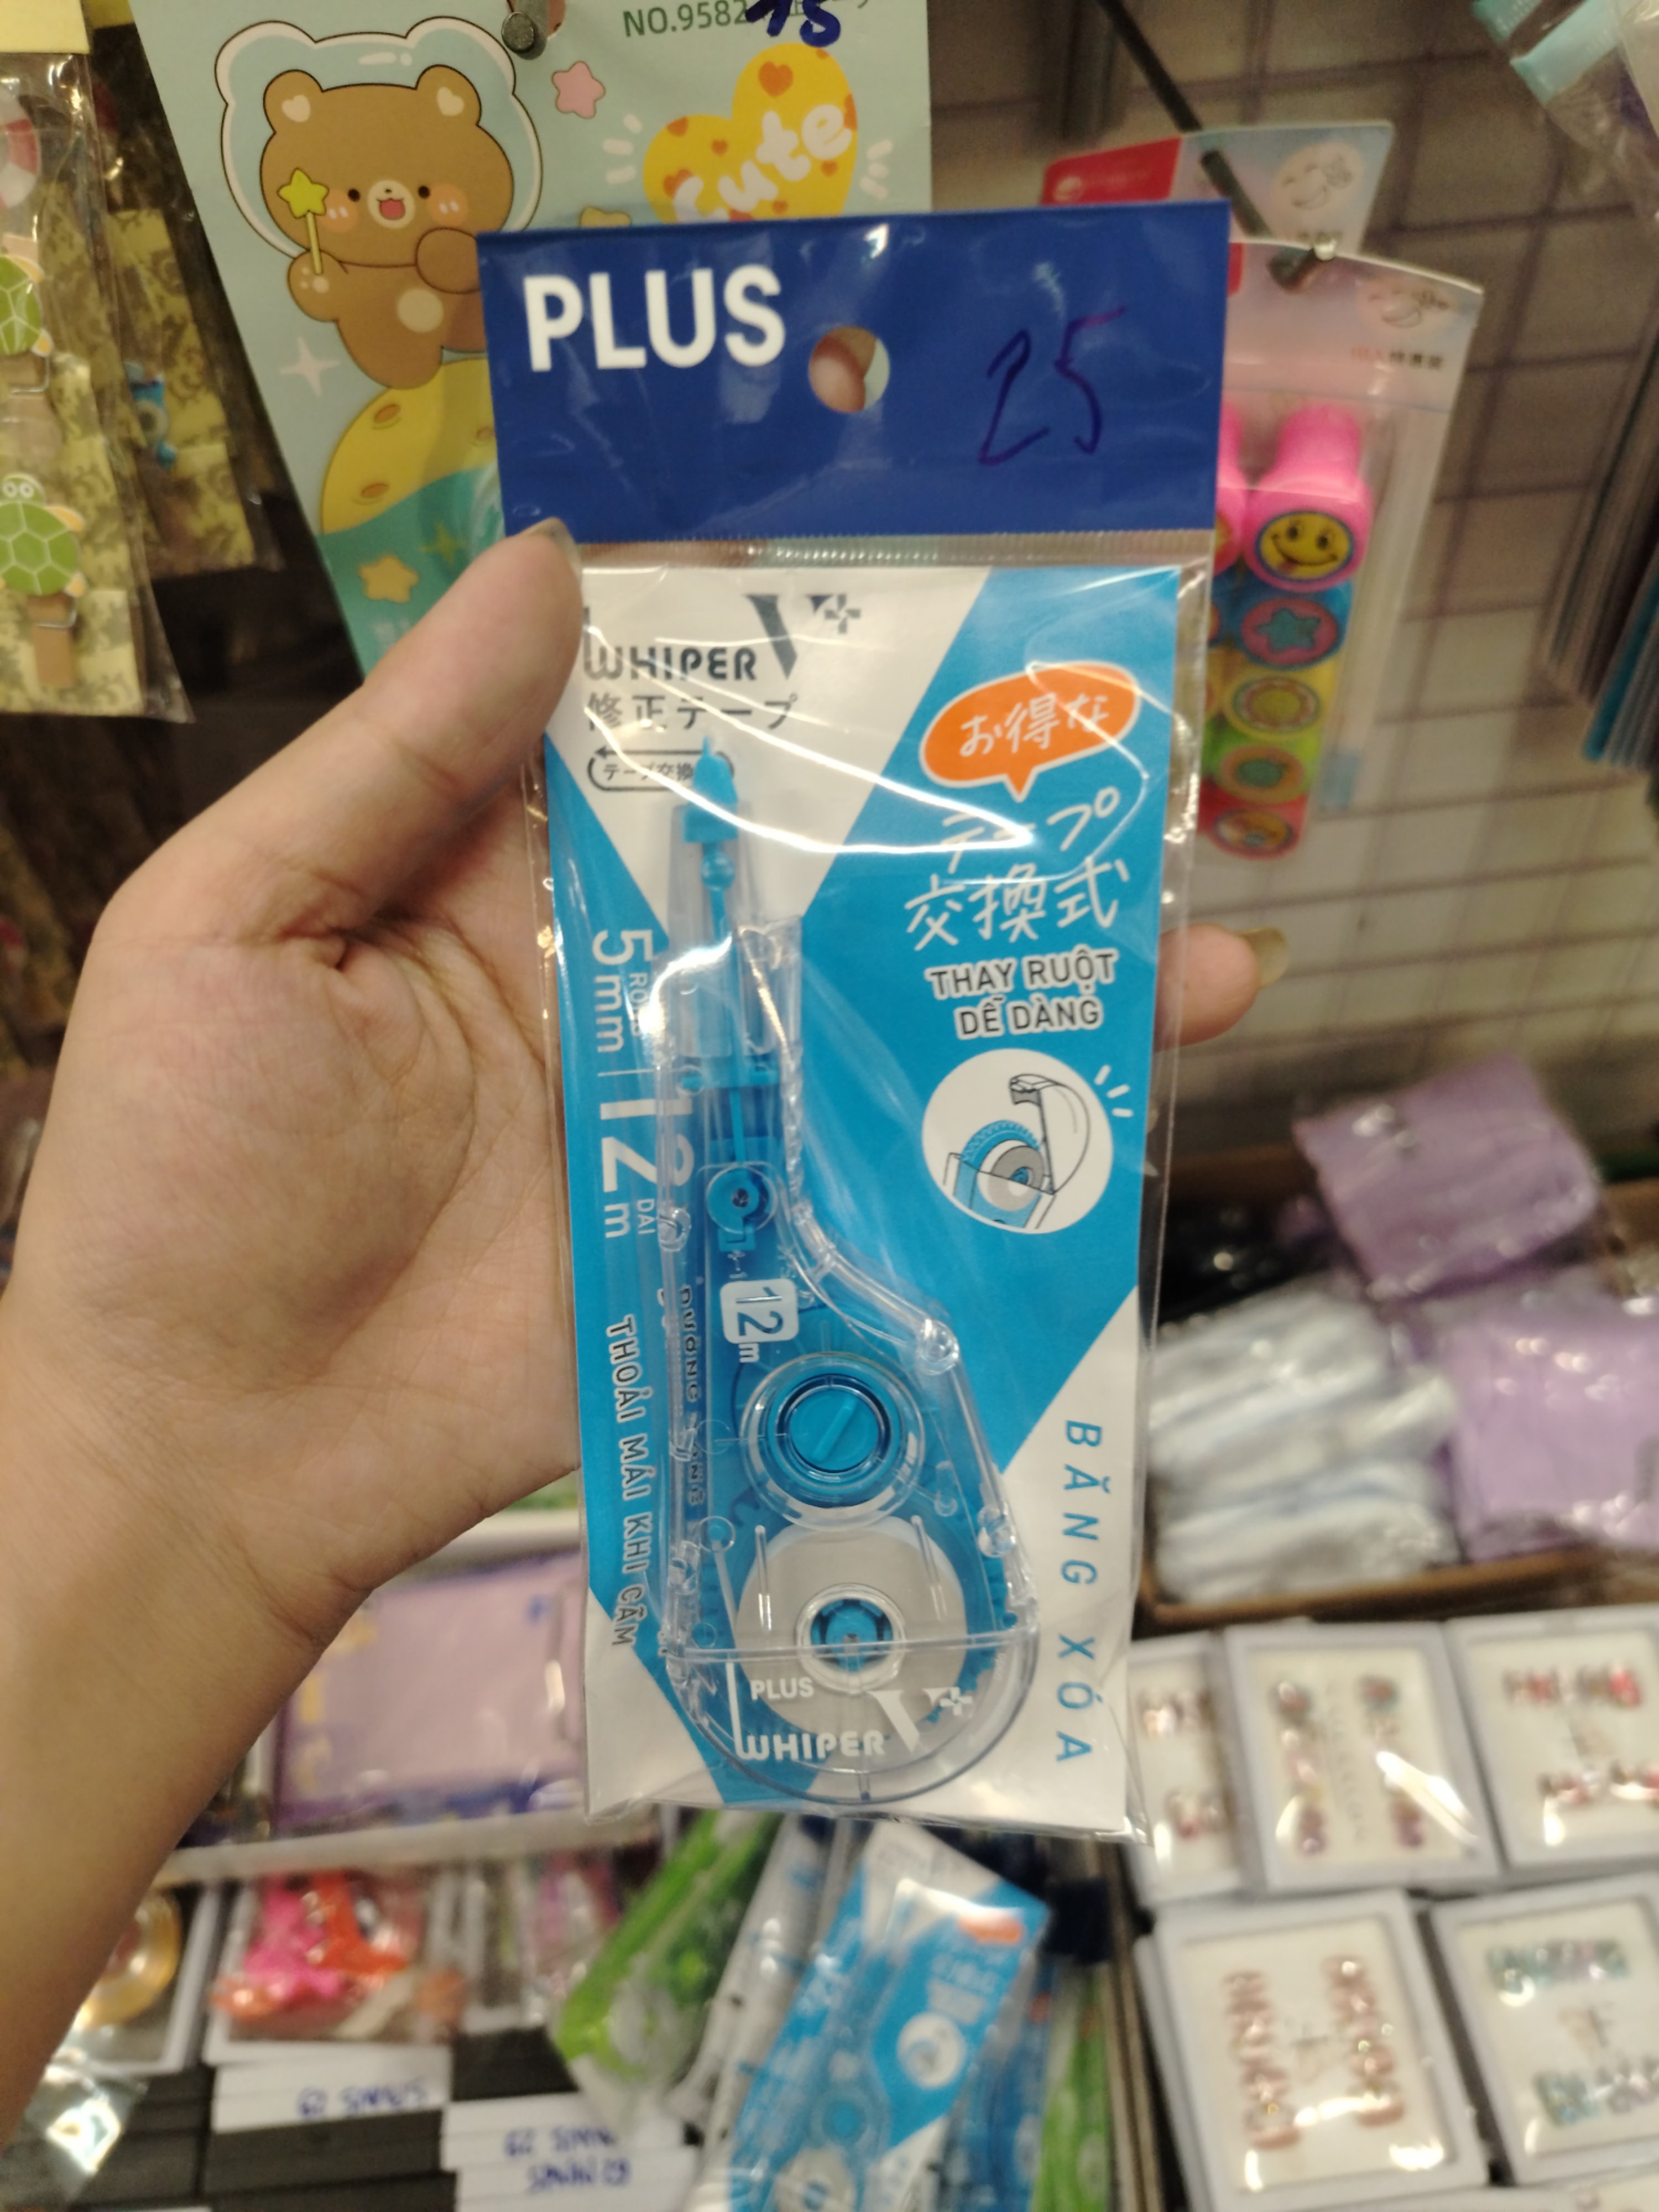 NO.9582
15
Cute
PLUS
25
WHIPER V+
修正テープ
テープ交換
お得な
テープ
交換式
THAY RUỘT
DỄ DÀNG
5mm
12m
DÀI
THOẢI MÁI KHI CẦM
12m
BĂNG XÓA
PLUS
WHIPER V+